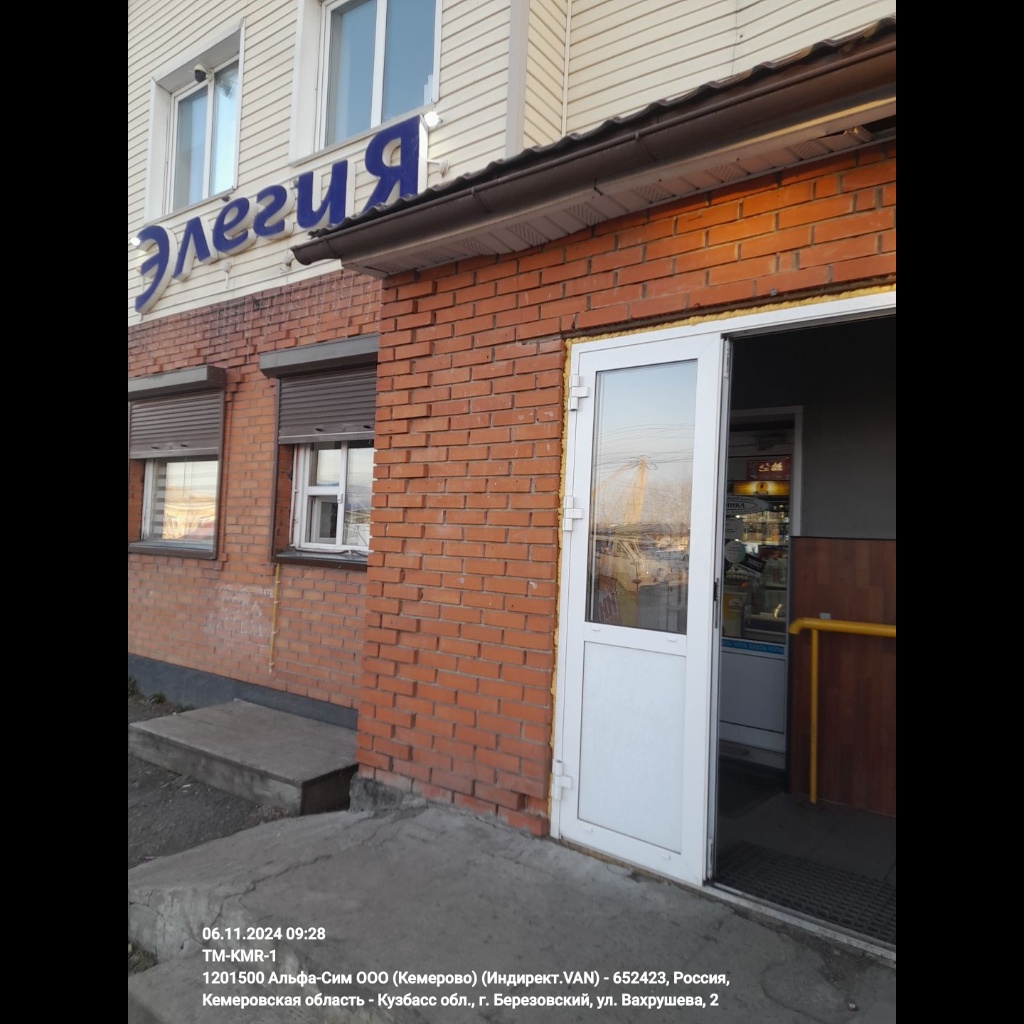 Элегия
06.11.2024 09:28
TM-KMR-1
1201500 Альфа-Сим ООО (Кемерово) (Индирект.VAN) - 652423, Россия,
Кемеровская область - Кузбасс обл., г. Березовский, ул. Вахрушева, 2